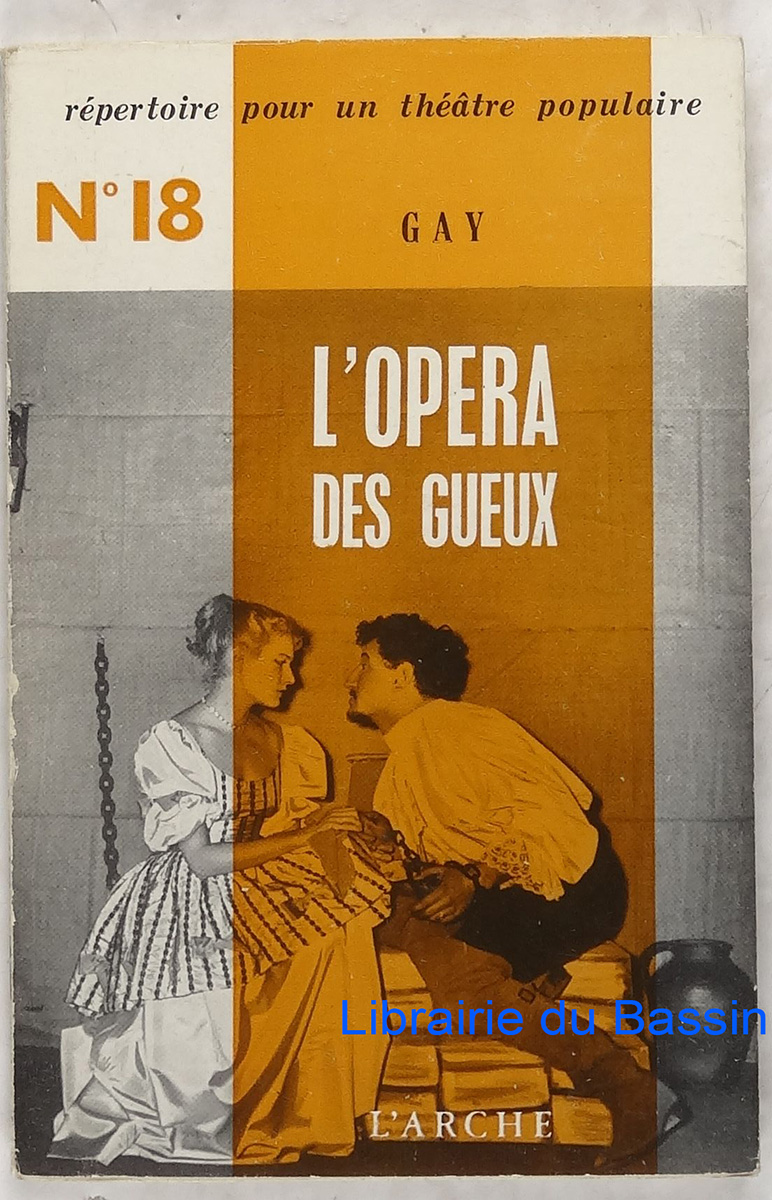 répertoire pour un théâtre populaire
N° 18
GAY
L'OPERA
DES GUEUX
Librairie du Bassin
L'ARCHE